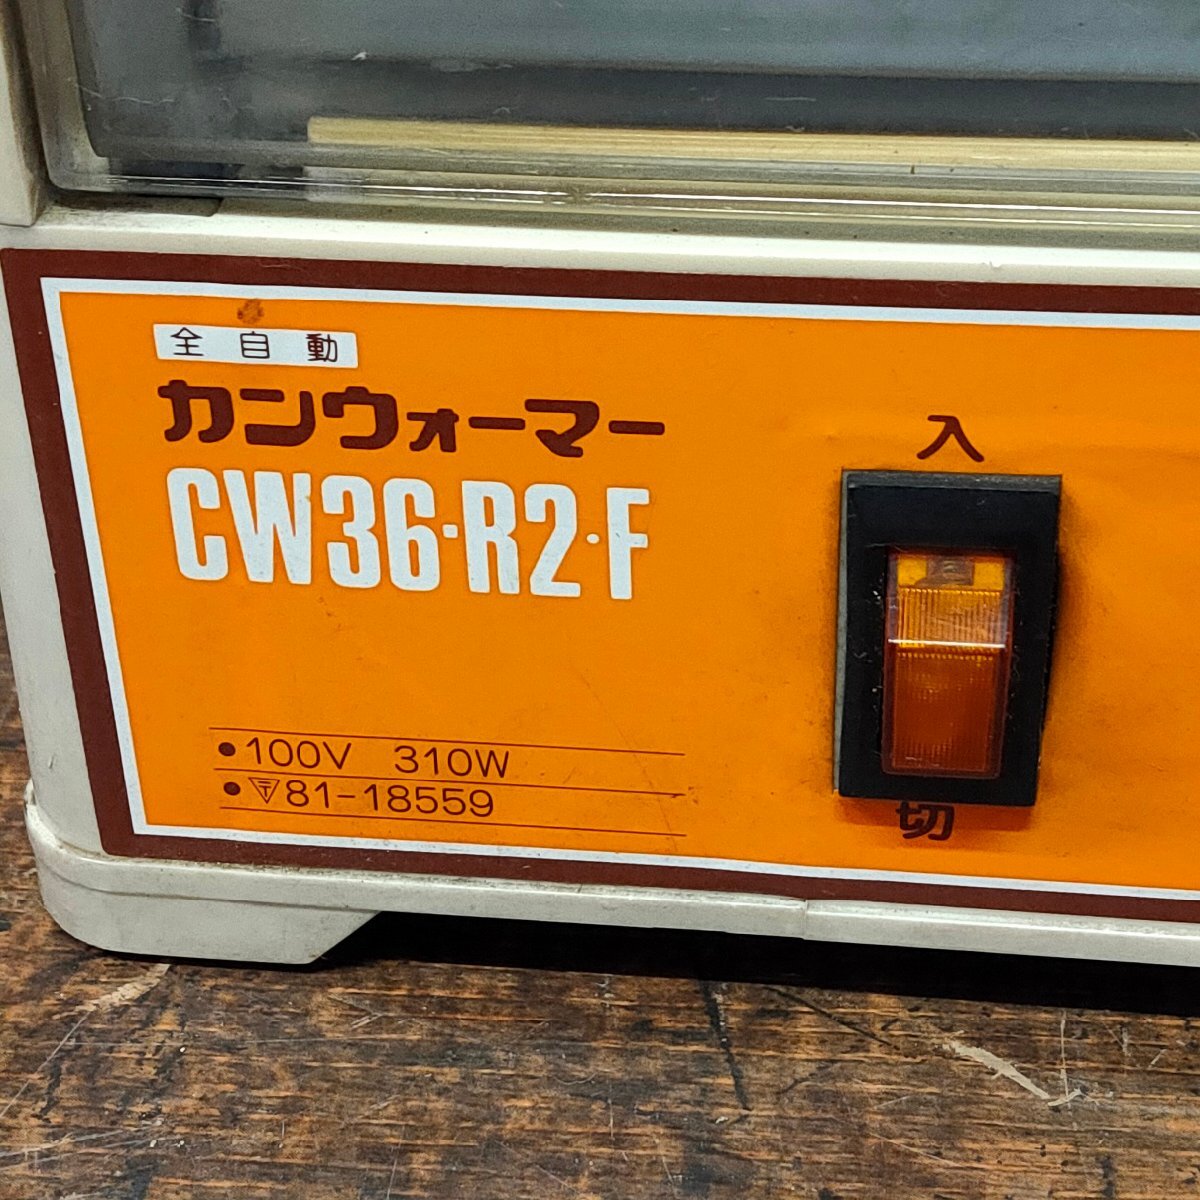 全自動
カンウォーマー
CW36·R2·F
●100V 310W
●〒81-18559
入
切